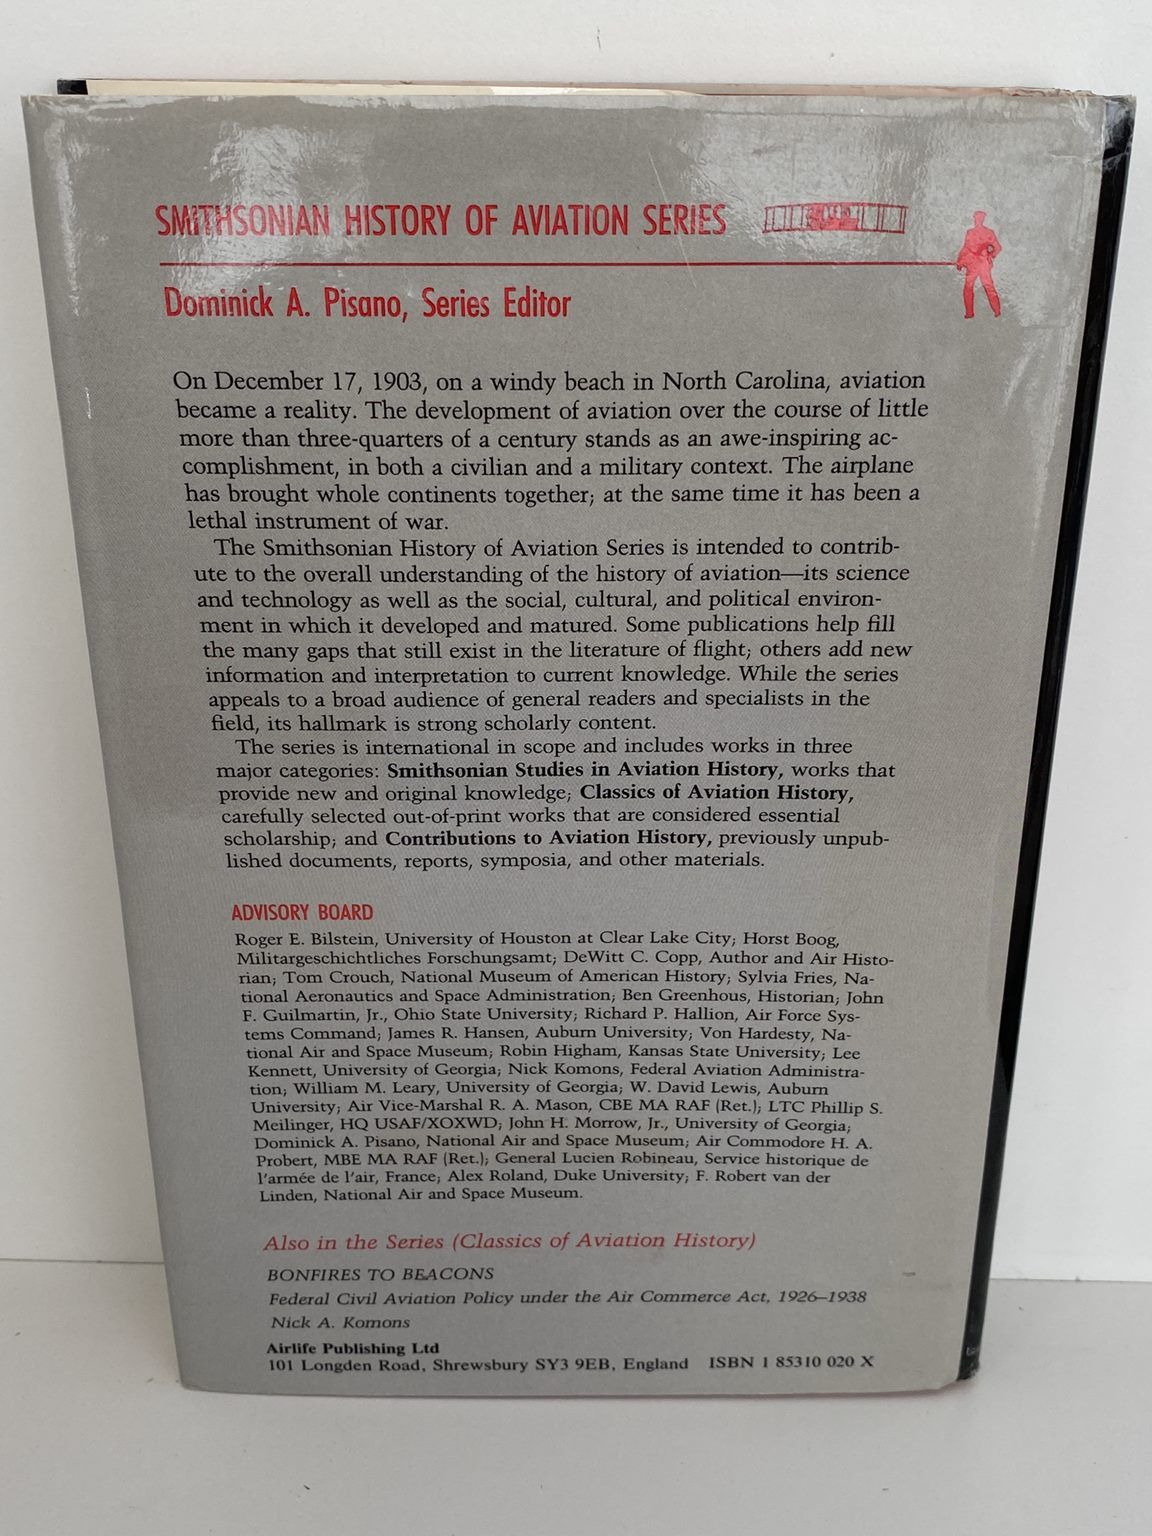 SMITHSONIAN HISTORY OF AVIATION SERIES
Dominick A. Pisano, Series Editor
On December 17, 1903, on a windy beach in North Carolina, aviation
became a reality. The development of aviation over the course of little
more than three-quarters of a century stands as an awe-inspiring ac-
complishment, in both a civilian and a military context. The airplane
has brought whole continents together; at the same time it has been a
lethal instrument of war.
The Smithsonian History of Aviation Series is intended to contrib-
ute to the overall understanding of the history of aviation—its science
and technology as well as the social, cultural, and political environ-
ment in which it developed and matured. Some publications help fill
the many gaps that still exist in the literature of flight; others add new
information and interpretation to current knowledge. While the series
appeals to a broad audience of general readers and specialists in the
field, its hallmark is strong scholarly content.
The series is international in scope and includes works in three
major categories: Smithsonian Studies in Aviation History, works that
provide new and original knowledge; Classics of Aviation History,
carefully selected out-of-print works that are considered essential
scholarship; and Contributions to Aviation History, previously unpub-
lished documents, reports, symposia, and other materials.
ADVISORY BOARD
Roger E. Bilstein, University of Houston at Clear Lake City; Horst Boog,
Militargeschichtliches Forschungsamt; DeWitt C. Copp, Author and Air Histo-
rian; Tom Crouch, National Museum of American History; Sylvia Fries, Na-
tional Aeronautics and Space Administration; Ben Greenhous, Historian; John
F. Guilmartin, Jr., Ohio State University; Richard P. Hallion, Air Force Sys-
tems Command; James R. Hansen, Auburn University; Von Hardesty, Na-
tional Air and Space Museum; Robin Higham, Kansas State University; Lee
Kennett, University of Georgia; Nick Komons, Federal Aviation Administra-
tion; William M. Leary, University of Georgia; W. David Lewis, Auburn
University; Air Vice-Marshal R. A. Mason, CBE MA RAF (Ret.); LTC Phillip S.
Meilinger, HQ USAF/XOXWD; John H. Morrow, Jr., University of Georgia;
Dominick A. Pisano, National Air and Space Museum; Air Commodore H. A.
Probert, MBE MA RAF (Ret.); General Lucien Robineau, Service historique de
l'armée de l'air, France; Alex Roland, Duke University; F. Robert van der
Linden, National Air and Space Museum.
Also in the Series (Classics of Aviation History)
BONFIRES TO BEACONS
Federal Civil Aviation Policy under the Air Commerce Act, 1926–1938
Nick A. Komons
Airlife Publishing Ltd
101 Longden Road, Shrewsbury SY3 9EB, England ISBN 1 85310 020 X